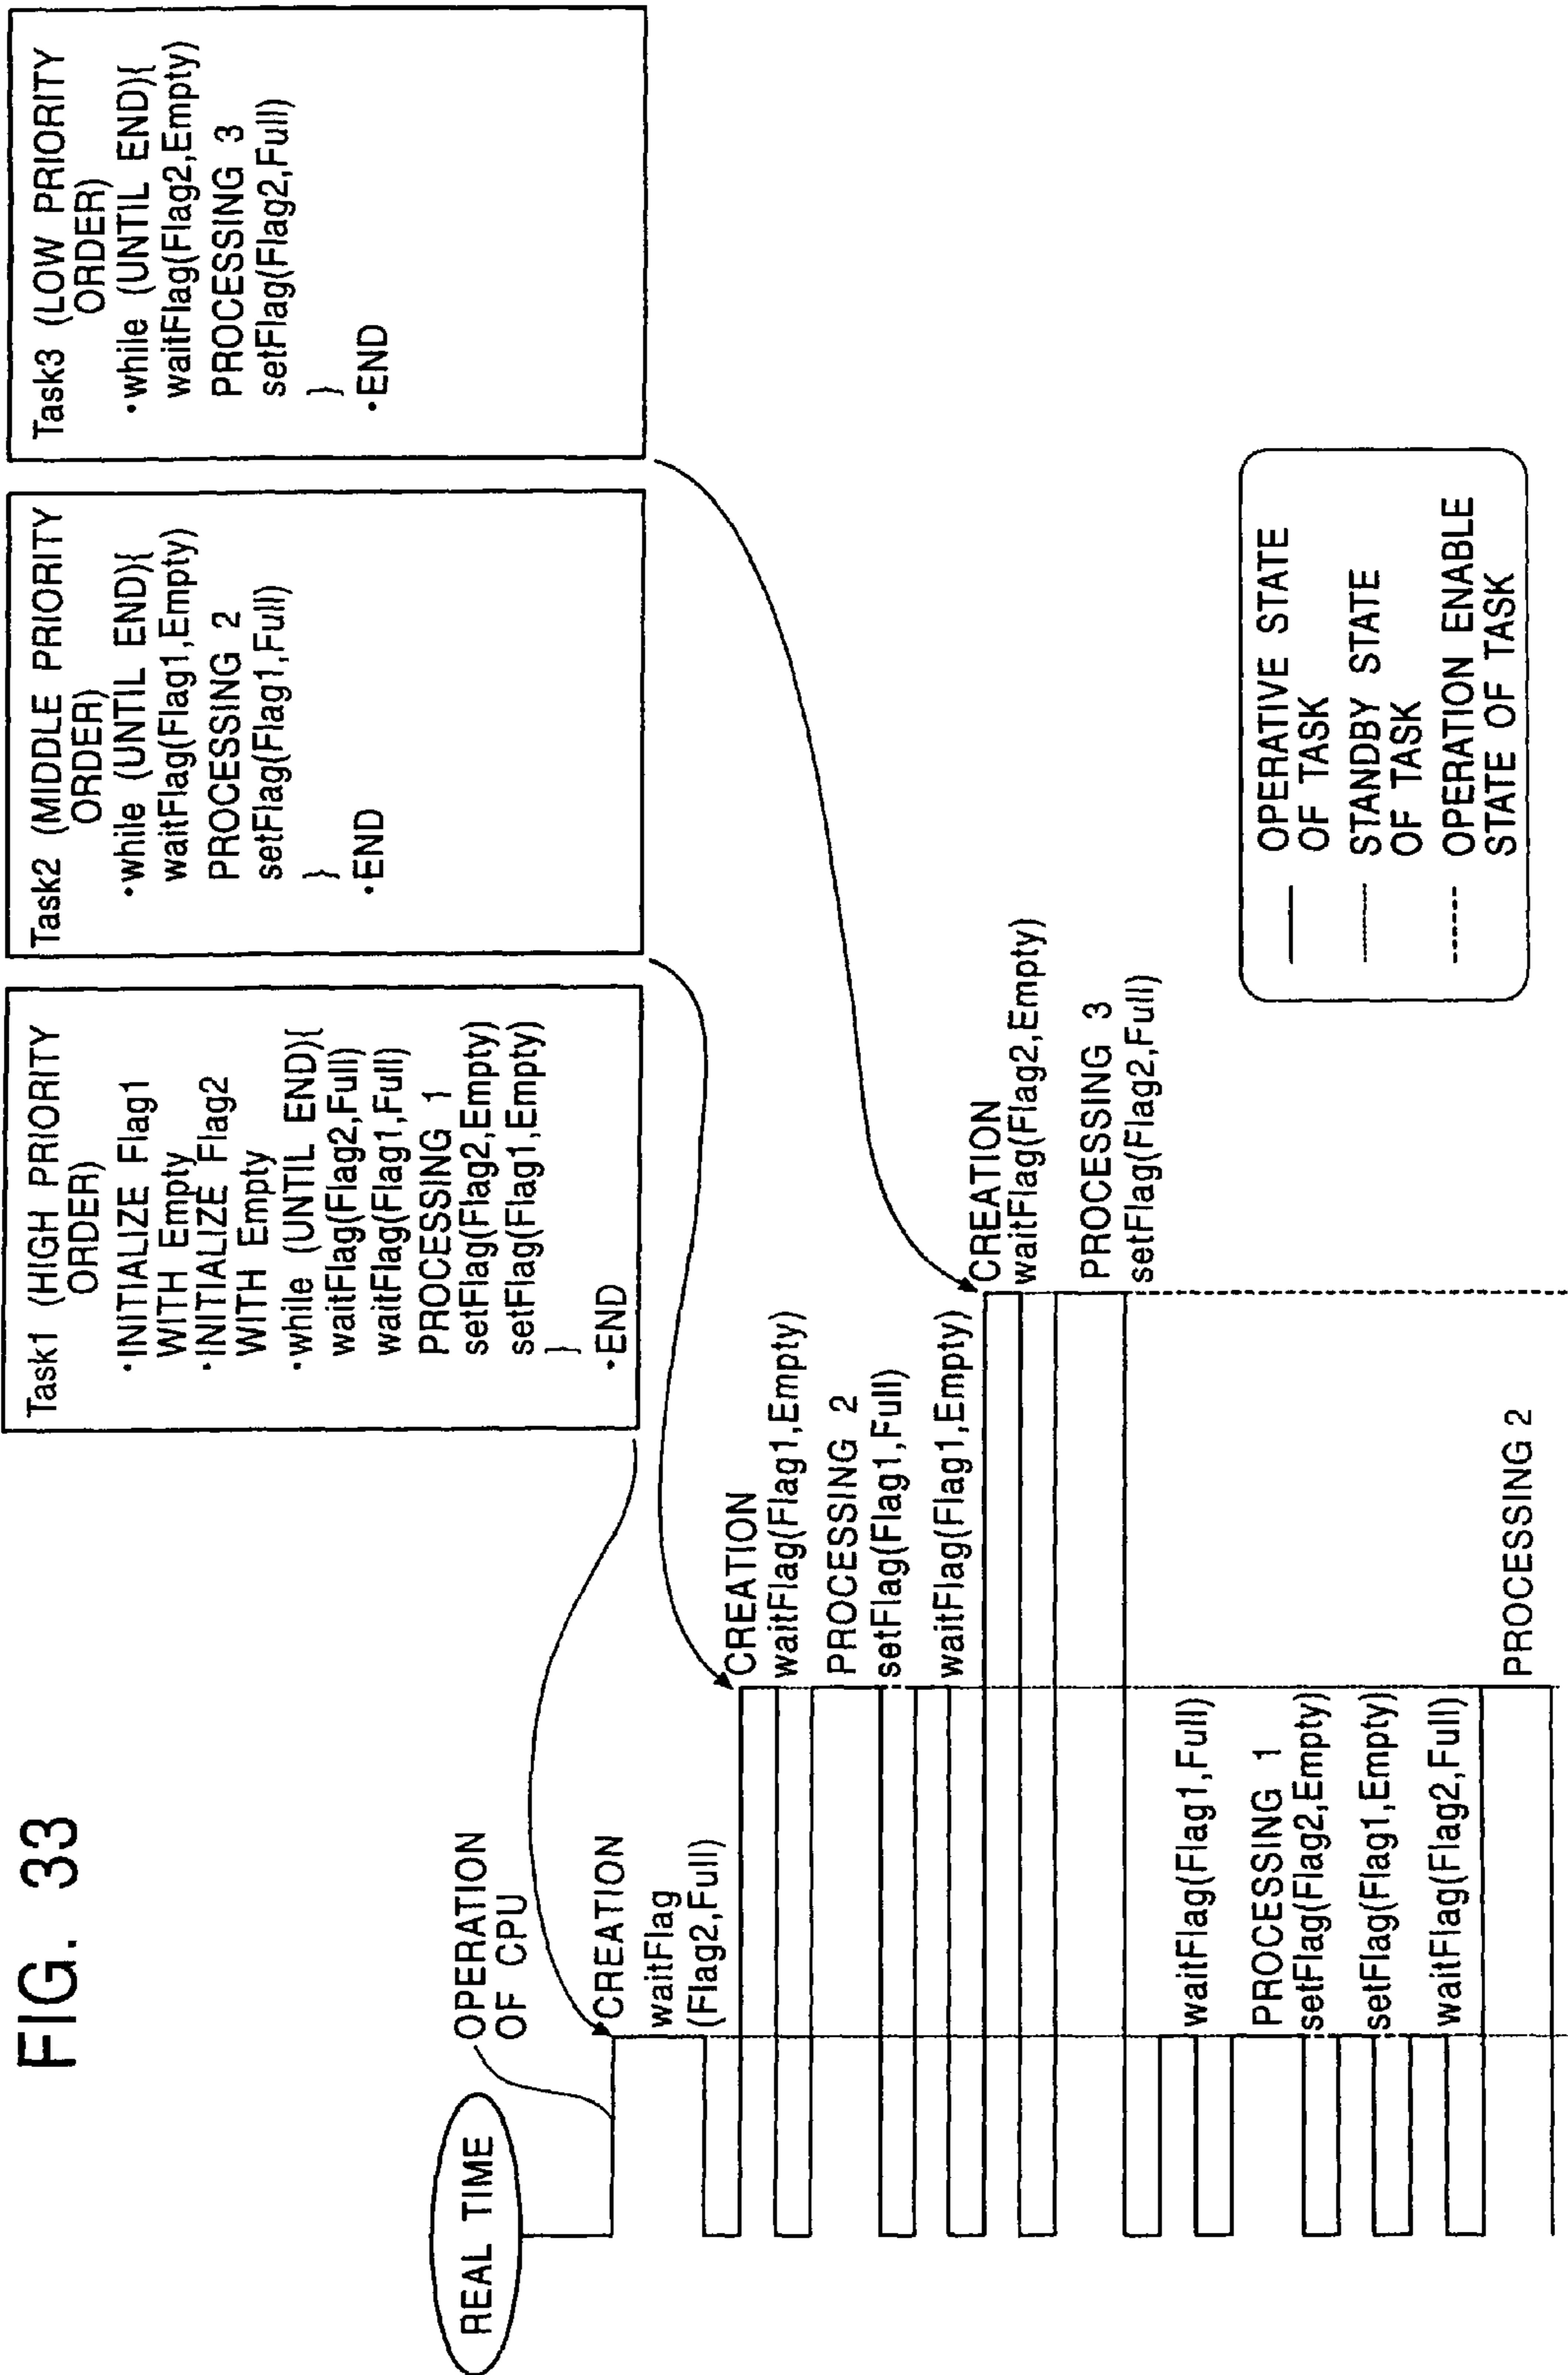 FIG. 33
Task1 (HIGH PRIORITY
ORDER)
•INITIALIZE Flag1
WITH Empty
•INITIALIZE Flag2
WITH Empty
•while (UNTIL END){
waitFlag(Flag2,Full)
waitFlag(Flag1,Full)
PROCESSING 1
setFlag(Flag2,Empty)
setFlag(Flag1,Empty)
}
•END
Task2 (MIDDLE PRIORITY
ORDER)
•while (UNTIL END){
waitFlag(Flag1,Empty)
PROCESSING 2
setFlag(Flag1,Full)
}
•END
Task3 (LOW PRIORITY
ORDER)
•while (UNTIL END){
waitFlag(Flag2,Empty)
PROCESSING 3
setFlag(Flag2,Full)
}
•END
REAL TIME
OPERATION
OF CPU
CREATION
waitFlag
(Flag2,Full)
CREATION
waitFlag(Flag1,Empty)
PROCESSING 2
setFlag(Flag1,Full)
waitFlag(Flag1,Empty)
CREATION
waitFlag(Flag2,Empty)
PROCESSING 3
setFlag(Flag2,Full)
waitFlag(Flag1,Full)
PROCESSING 1
setFlag(Flag2,Empty)
setFlag(Flag1,Empty)
waitFlag(Flag2,Full)
PROCESSING 2
OPERATIVE STATE
OF TASK
STANDBY STATE
OF TASK
OPERATION ENABLE
STATE OF TASK